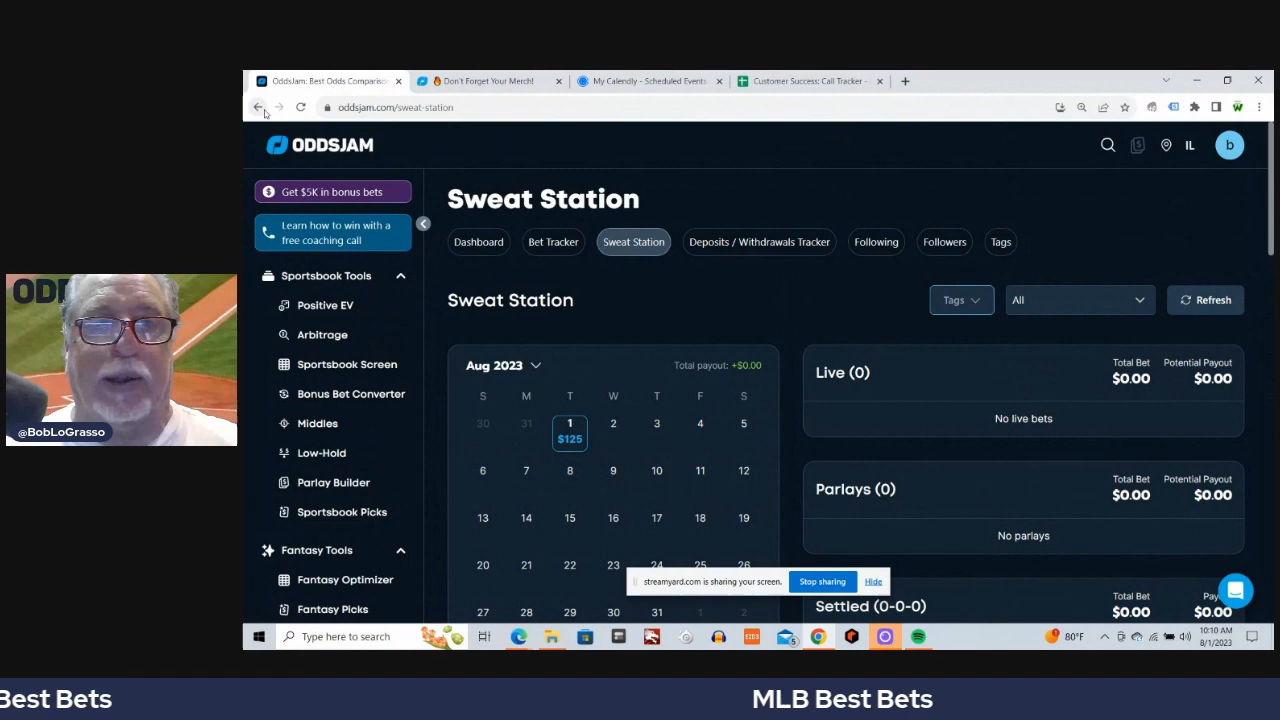 OddsJam: Best Odds Comparison
🔥 Don't Forget Your Merch!
My Calendly - Scheduled Events
Customer Success: Call Tracker -
oddsjam.com/sweat-station
ODDSJAM
IL
b
Get $5K in bonus bets
Learn how to win with a
free coaching call
Sportsbook Tools
Positive EV
Arbitrage
Sportsbook Screen
Bonus Bet Converter
Middles
Low-Hold
Parlay Builder
Sportsbook Picks
Fantasy Tools
Fantasy Optimizer
Fantasy Picks
Sweat Station
Dashboard
Bet Tracker
Sweat Station
Deposits / Withdrawals Tracker
Following
Followers
Tags
Sweat Station
Tags
All
Refresh
Aug 2023
Total payout: +$0.00
S M T W T F S
30 31 1 2 3 4 5
$125
6 7 8 9 10 11 12
13 14 15 16 17 18 19
20 21 22 23 24 25 26
27 28 29 30 31 1 2
Live (0)
Total Bet Potential Payout
$0.00 $0.00
No live bets
Parlays (0)
Total Bet Potential Payout
$0.00 $0.00
No parlays
Settled (0-0-0)
Total Bet
$0.00 $0.00
streamyard.com is sharing your screen.
Stop sharing
Hide
Type here to search
5
80°F
10:10 AM
8/1/2023
OD
@BobLoGrasso
Best Bets
MLB Best Bets